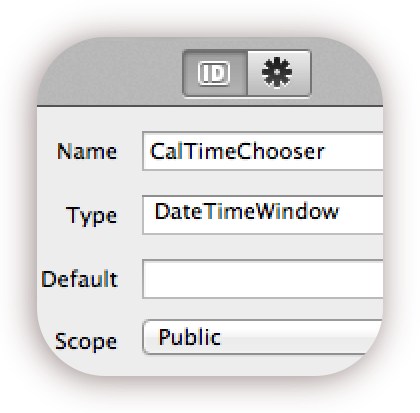 ID
Name CalTimeChooser
Type DateTimeWindow
Default
Scope Public